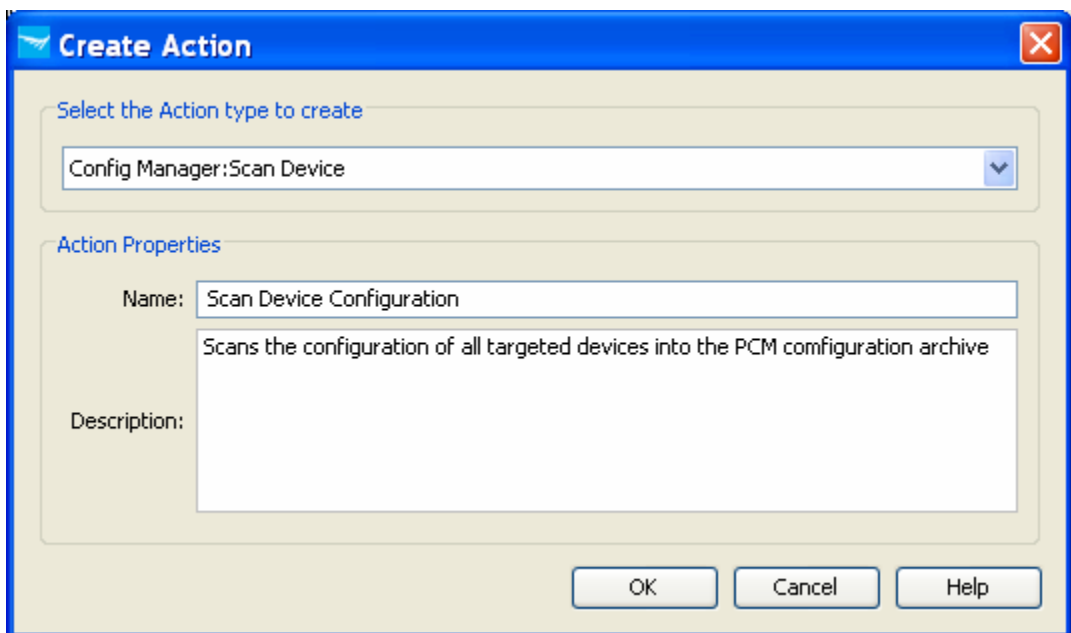 Create Action
Select the Action type to create
Config Manager:Scan Device
Action Properties
Name: Scan Device Configuration
Scans the configuration of all targeted devices into the PCM comfiguration archive
Description:
OK Cancel Help